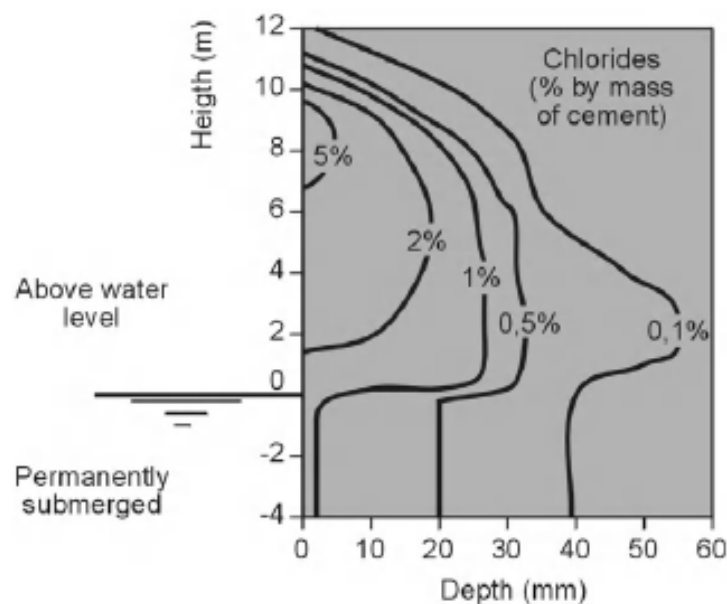 12
10
8
6
4
2
0
-2
-4
Heigth (m)
Chlorides
(% by mass
of cement)
5%
2%
1%
0,5%
0,1%
Above water
level
Permanently
submerged
0 10 20 30 40 50 60
Depth (mm)